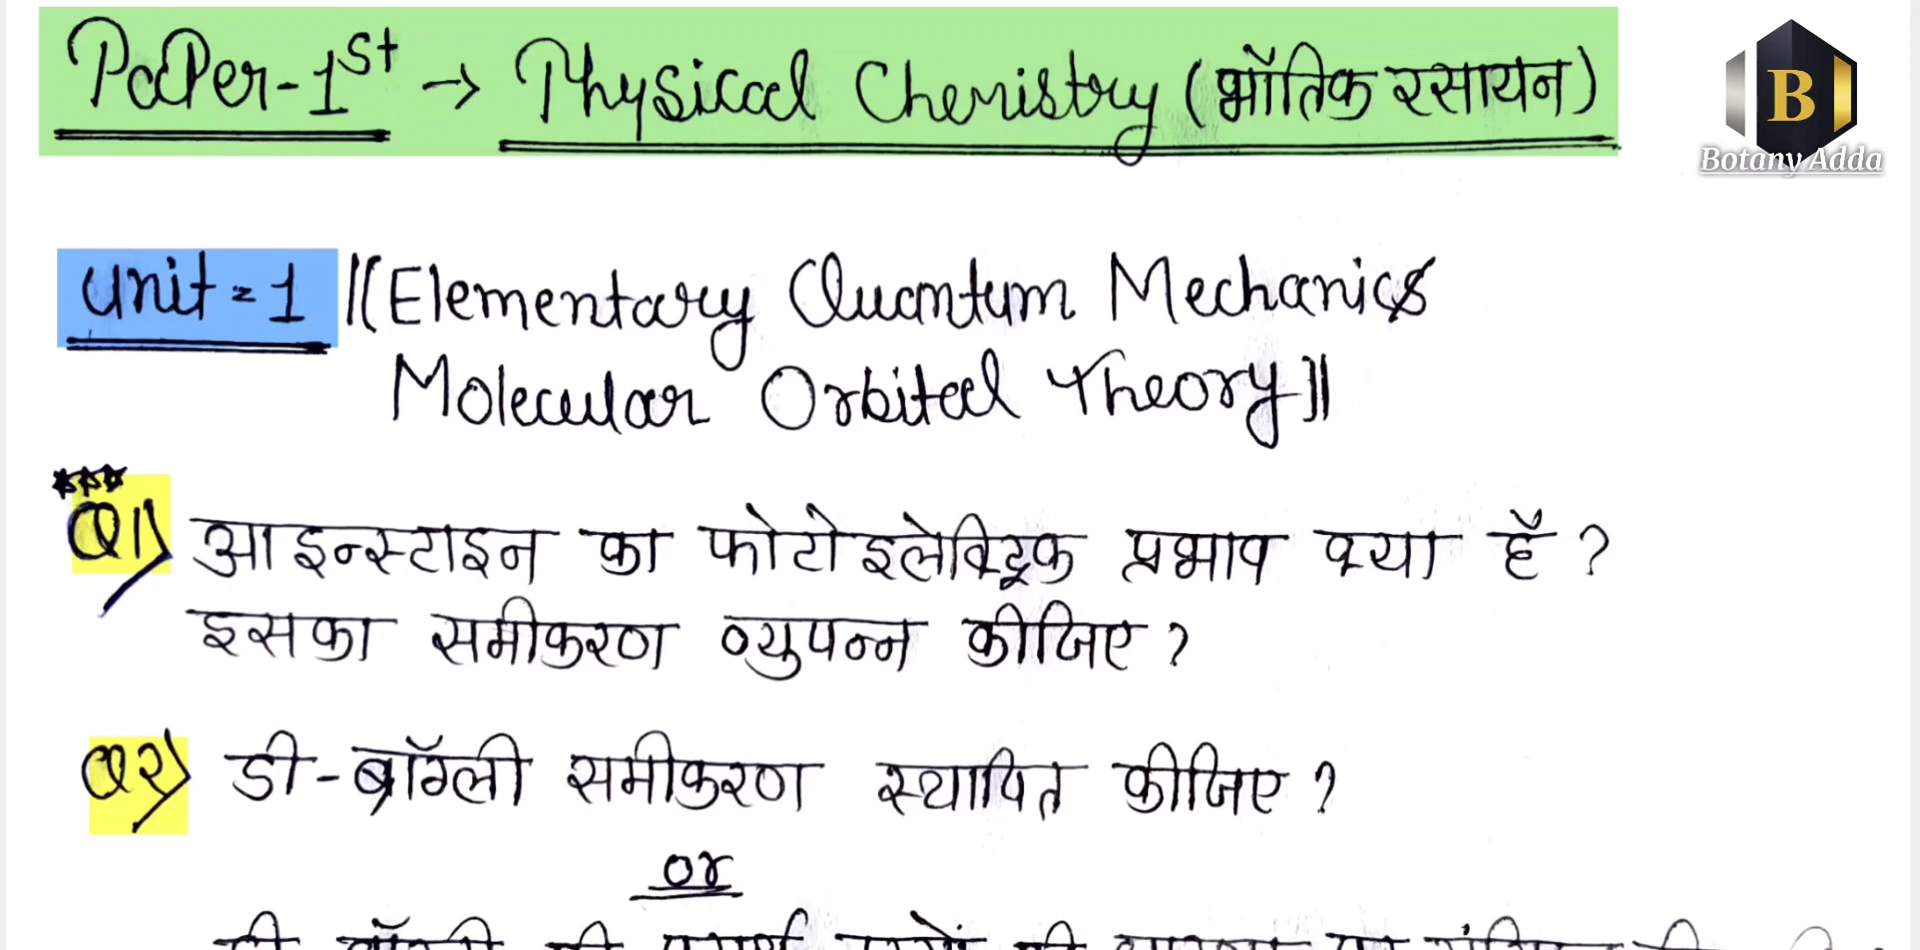 Paper-1st → Physical Chemistry (भौतिक रसायन)
B
Botany Adda
Unit = 1 [(Elementary Quantum Mechanics
Molecular Orbital Theory)]
Q1) आइन्स्टाइन का फोटोइलेक्ट्रिक प्रभाव क्या है ?
इसका समीकरण व्युपन्न कीजिए ?
Q2) डी-ब्रॉग्ली समीकरण स्थापित कीजिए ?
or